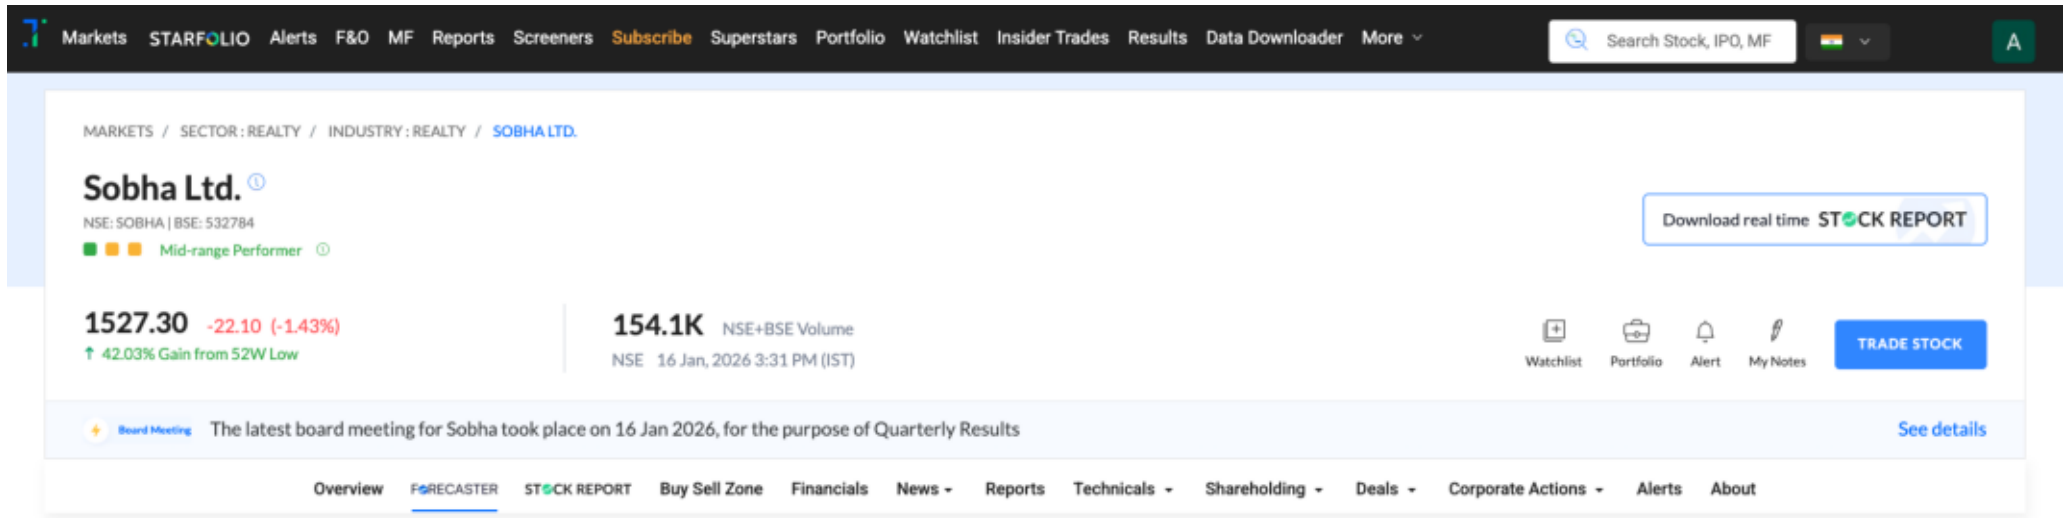 Markets STARFOLIO Alerts F&O MF Reports Screeners Subscribe Superstars Portfolio Watchlist Insider Trades Results Data Downloader More Search Stock, IPO, MF A
MARKETS / SECTOR : REALTY / INDUSTRY : REALTY / SOBHA LTD.
Sobha Ltd.
NSE: SOBHA | BSE: 532784
Mid-range Performer
Download real time STOCK REPORT
1527.30 -22.10 (-1.43%)
↑ 42.03% Gain from 52W Low
154.1K NSE+BSE Volume
NSE 16 Jan, 2026 3:31 PM (IST)
Watchlist Portfolio Alert My Notes TRADE STOCK
Board Meeting The latest board meeting for Sobha took place on 16 Jan 2026, for the purpose of Quarterly Results See details
Overview FORECASTER STOCK REPORT Buy Sell Zone Financials News Reports Technicals Shareholding Deals Corporate Actions Alerts About